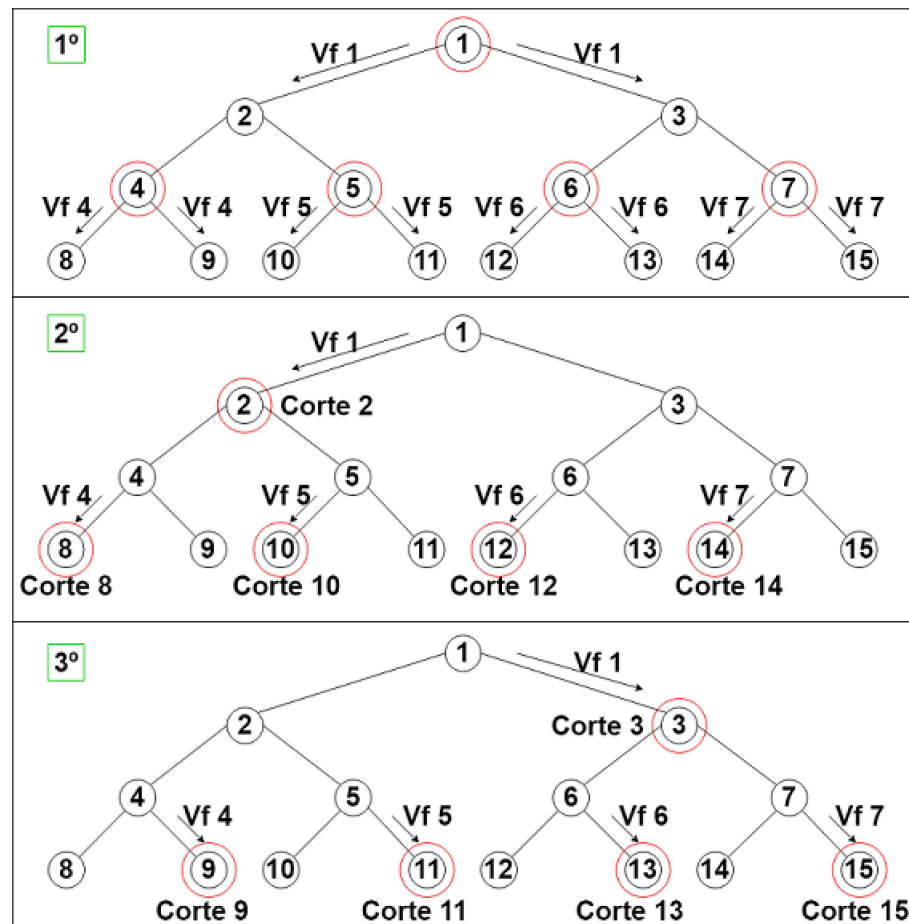 1º
Vf 1 1 Vf 1
2 3
4 5 6 7
Vf 4 Vf 4 Vf 5 Vf 5 Vf 6 Vf 6 Vf 7 Vf 7
8 9 10 11 12 13 14 15
2º
Vf 1 1
2 Corte 2 3
4 5 6 7
Vf 4 Vf 5 Vf 6 Vf 7
8 9 10 11 12 13 14 15
Corte 8 Corte 10 Corte 12 Corte 14
3º
1 Vf 1
2 Corte 3 3
4 5 6 7
Vf 4 Vf 5 Vf 6 Vf 7
8 9 10 11 12 13 14 15
Corte 9 Corte 11 Corte 13 Corte 15